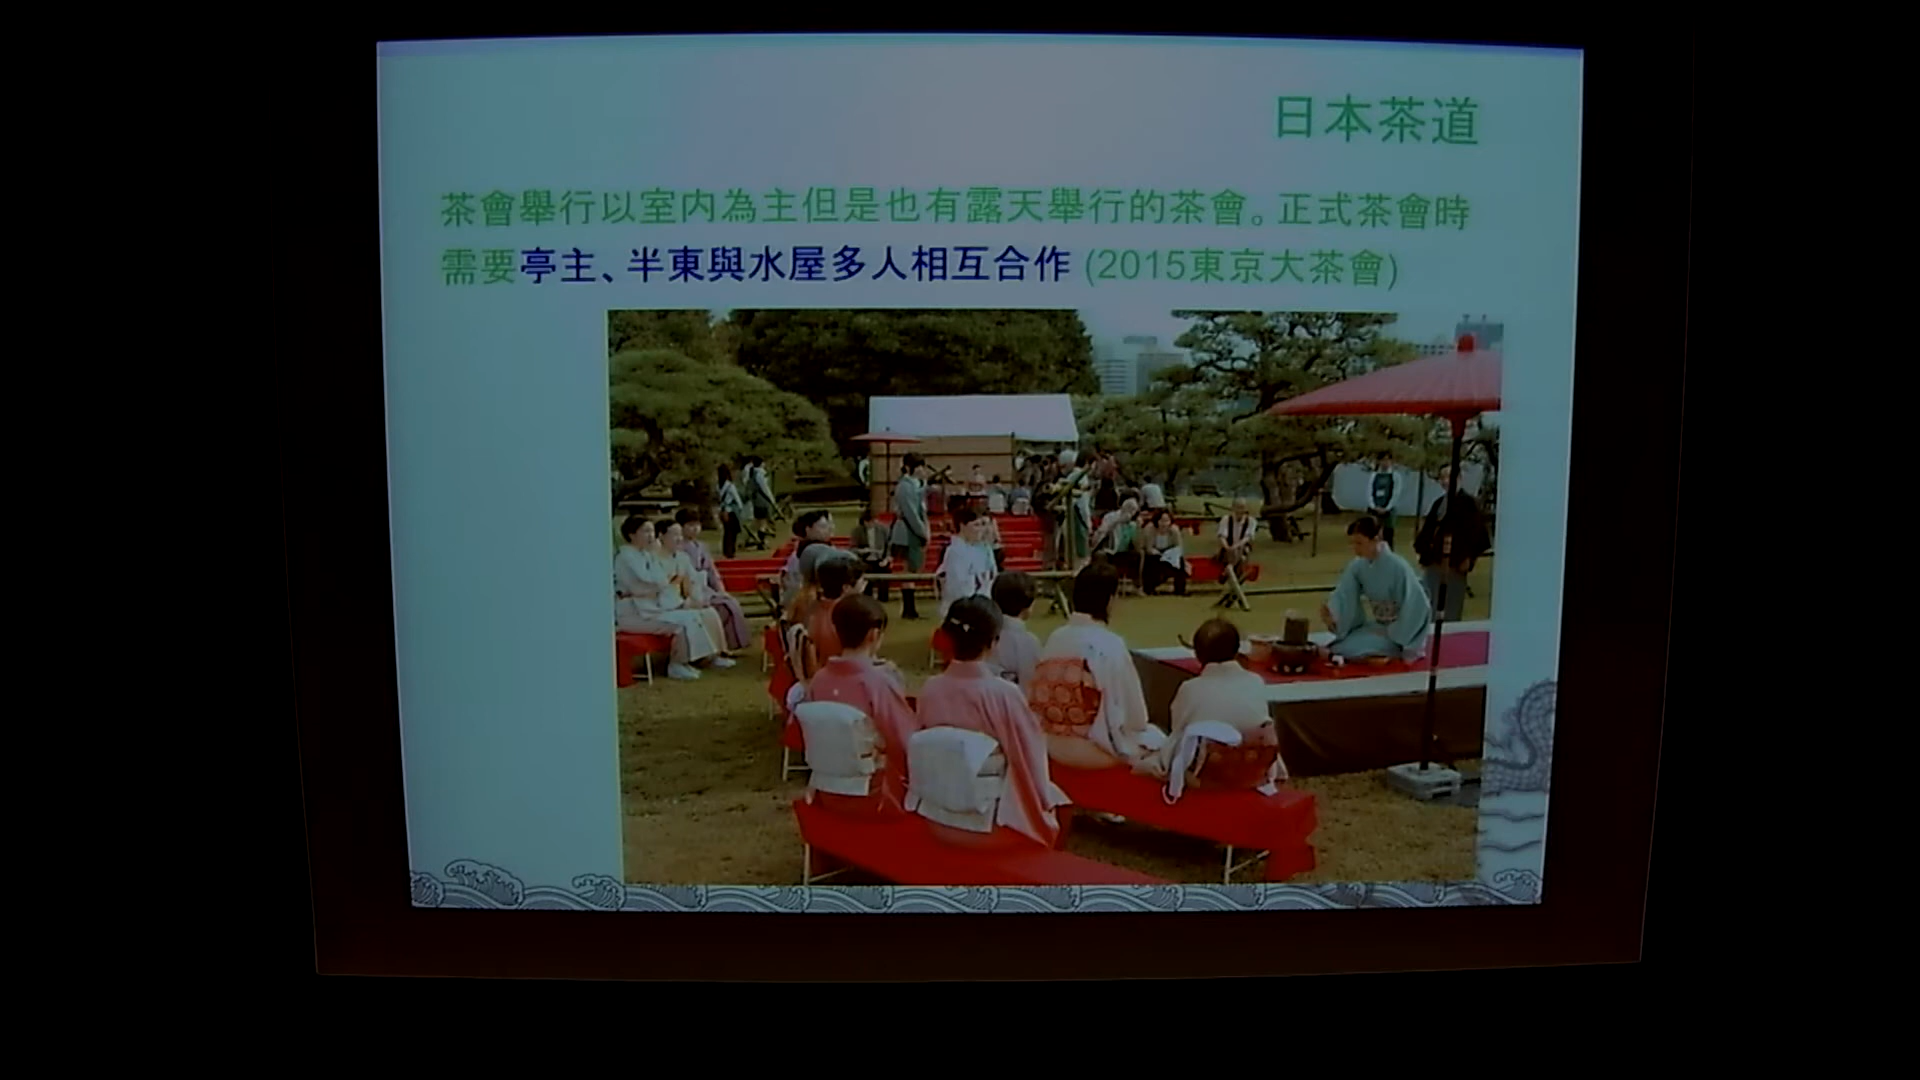 日本茶道
茶會舉行以室內為主但是也有露天舉行的茶會。正式茶會時
需要亭主、半東與水屋多人相互合作 (2015東京大茶會)